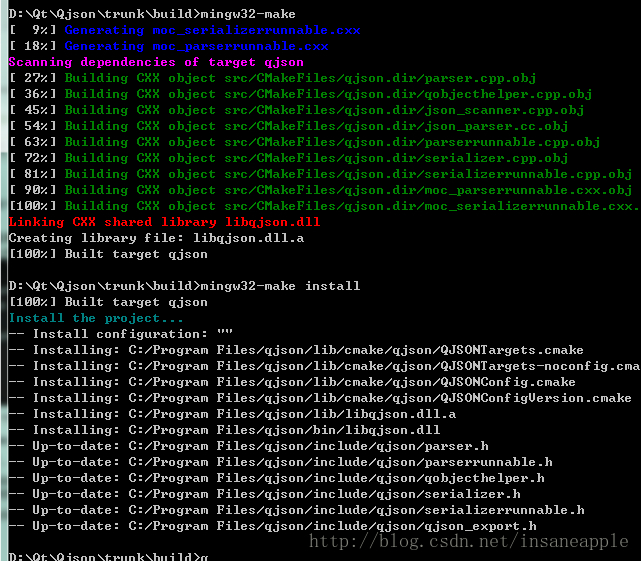 D:\Qt\Qjson\trunk\build>mingw32-make
[  9%] Generating moc_serializerrunnable.cxx
[ 18%] Generating moc_parserrunnable.cxx
Scanning dependencies of target qjson
[ 27%] Building CXX object src/CMakeFiles/qjson.dir/parser.cpp.obj
[ 36%] Building CXX object src/CMakeFiles/qjson.dir/qobjecthelper.cpp.obj
[ 45%] Building CXX object src/CMakeFiles/qjson.dir/json_scanner.cpp.obj
[ 54%] Building CXX object src/CMakeFiles/qjson.dir/json_parser.cc.obj
[ 63%] Building CXX object src/CMakeFiles/qjson.dir/parserrunnable.cpp.obj
[ 72%] Building CXX object src/CMakeFiles/qjson.dir/serializer.cpp.obj
[ 81%] Building CXX object src/CMakeFiles/qjson.dir/serializerrunnable.cpp.obj
[ 90%] Building CXX object src/CMakeFiles/qjson.dir/moc_parserrunnable.cxx.obj
[100%] Building CXX object src/CMakeFiles/qjson.dir/moc_serializerrunnable.cxx.
Linking CXX shared library libqjson.dll
Creating library file: libqjson.dll.a
[100%] Built target qjson
D:\Qt\Qjson\trunk\build>mingw32-make install
[100%] Built target qjson
Install the project...
-- Install configuration: ""
-- Installing: C:/Program Files/qjson/lib/cmake/qjson/QJSONTargets.cmake
-- Installing: C:/Program Files/qjson/lib/cmake/qjson/QJSONTargets-noconfig.cma
-- Installing: C:/Program Files/qjson/lib/cmake/qjson/QJSONConfig.cmake
-- Installing: C:/Program Files/qjson/lib/cmake/qjson/QJSONConfigVersion.cmake
-- Installing: C:/Program Files/qjson/lib/libqjson.dll.a
-- Installing: C:/Program Files/qjson/bin/libqjson.dll
-- Up-to-date: C:/Program Files/qjson/include/qjson/parser.h
-- Up-to-date: C:/Program Files/qjson/include/qjson/parserrunnable.h
-- Up-to-date: C:/Program Files/qjson/include/qjson/qobjecthelper.h
-- Up-to-date: C:/Program Files/qjson/include/qjson/serializer.h
-- Up-to-date: C:/Program Files/qjson/include/qjson/serializerrunnable.h
-- Up-to-date: C:/Program Files/qjson/include/qjson/qjson_export.h
http://blog.csdn.net/insaneapple
D:\Qt\Qjson\trunk\build>